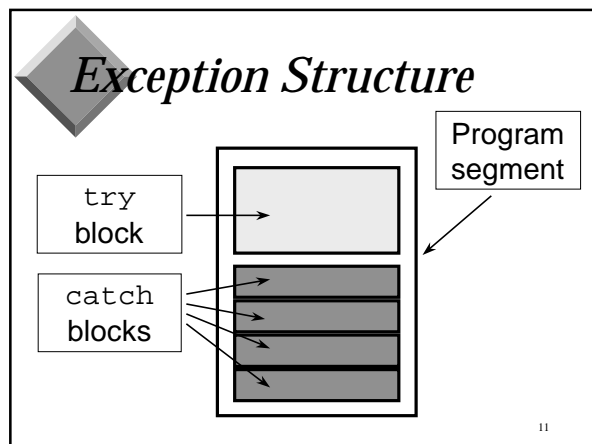 Exception Structure
Program
segment
try
block
catch
blocks
11